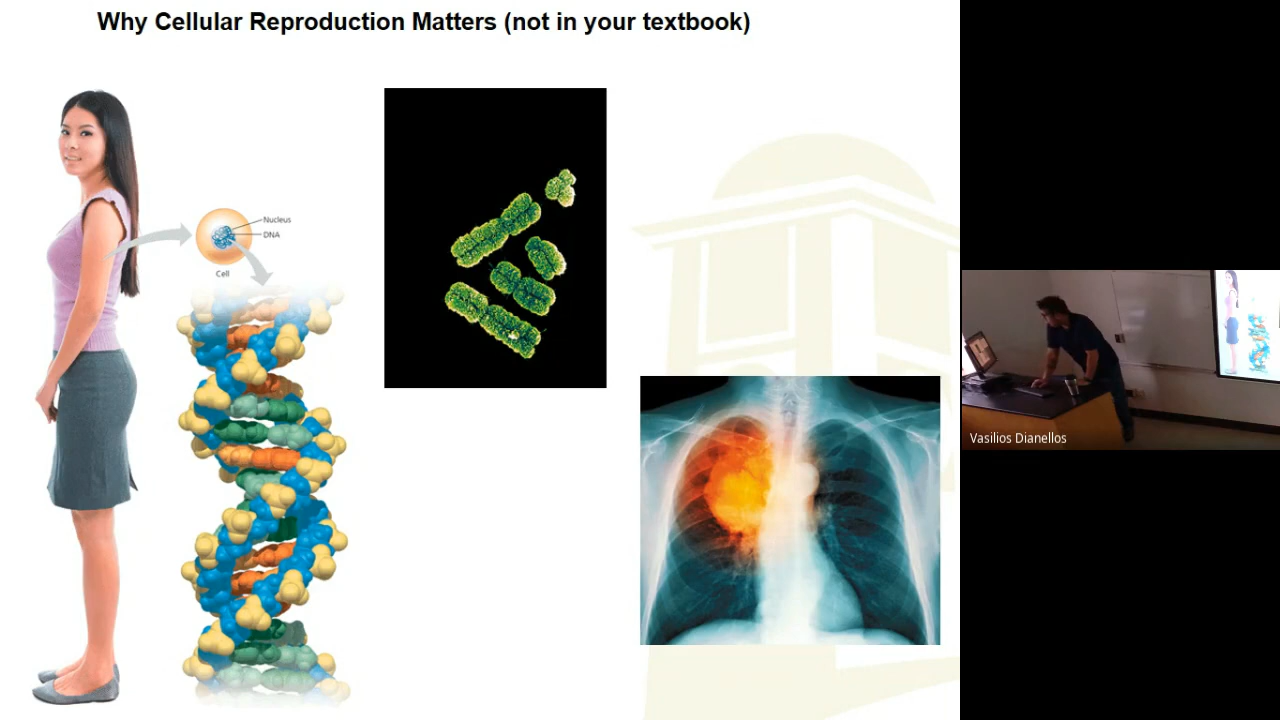 Why Cellular Reproduction Matters (not in your textbook)
Nucleus
DNA
Cell
Vasilios Dianellos